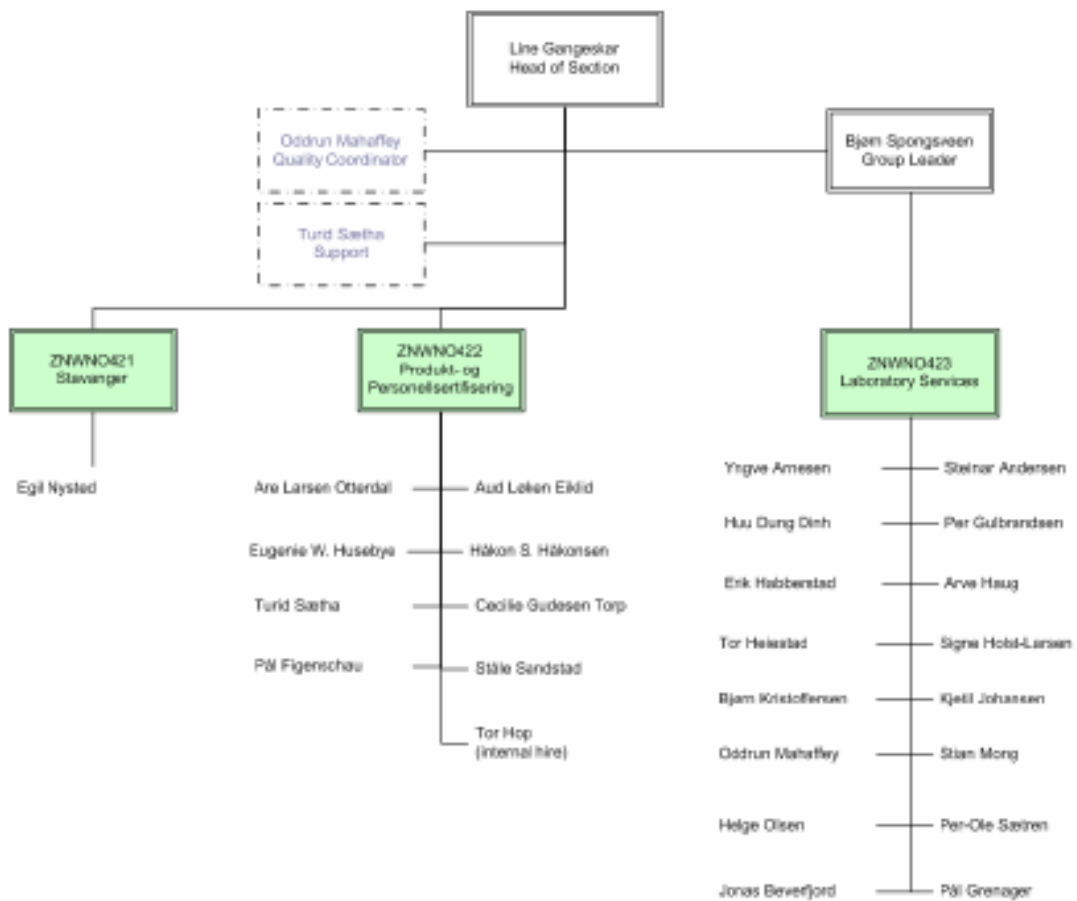 Line Gangeskar
Head of Section
Oddrun Mahaffey
Quality Coordinator
Bjørn Spongsveen
Group Leader
Turid Sætha
Support
ZNWNO421
Stavanger
ZNWNO422
Produkt- og
Personellsertifisering
ZNWNO423
Laboratory Services
Egil Nysted
Are Larsen Otterdal
Aud Løken Eiklid
Eugenie W. Husebye
Håkon S. Håkonsen
Turid Sætha
Cecilie Gudesen Torp
Pål Figenschau
Ståle Sandstad
Tor Hop
(internal hire)
Yngve Arnesen
Steinar Andersen
Huu Dung Dinh
Per Gulbrandsen
Erik Habberstad
Arve Haug
Tor Heiestad
Signe Holst-Larsen
Bjørn Kristoffersen
Kjetil Johansen
Oddrun Mahaffey
Stian Mong
Helge Olsen
Per-Ole Sætren
Jonas Beverfjord
Pål Grenager